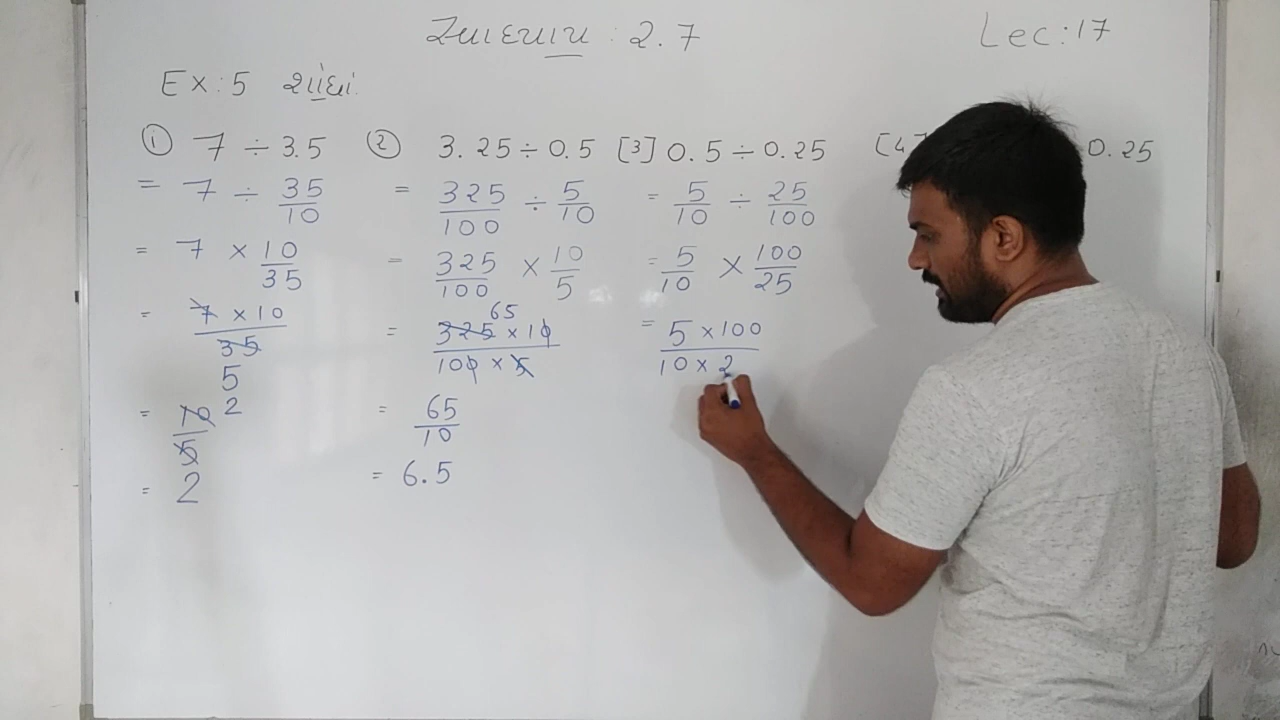 સ્વાધ્યાય : 2.7
Lec:17
Ex:5 શોધો.
① 7 ÷ 3.5
= 7 ÷ 35/10
= 7 × 10/35
= 7 × 10 / 35
5
= 10/5 2
= 2
② 3.25 ÷ 0.5
= 325/100 ÷ 5/10
= 325/100 × 10/5
65
= 325 × 10 / 100 × 5
= 65/10
= 6.5
[3] 0.5 ÷ 0.25
= 5/10 ÷ 25/100
= 5/10 × 100/25
= 5 × 100 / 10 × 2
[4] 0.25